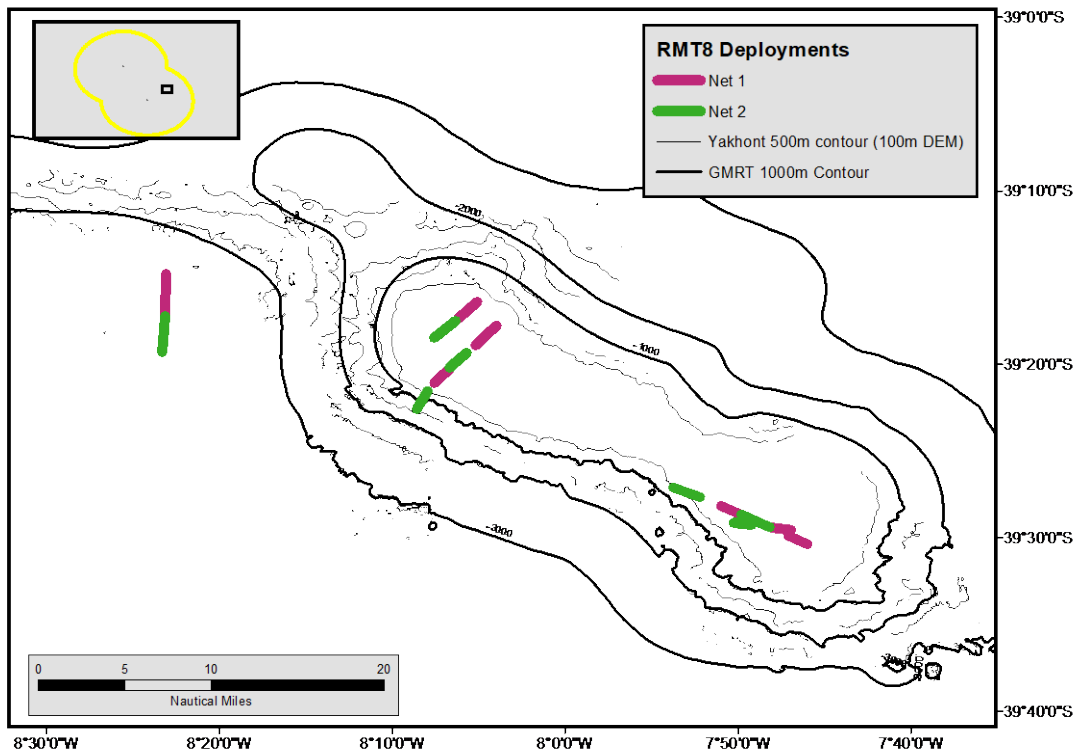 39°0'0"S
RMT8 Deployments
Net 1
Net 2
Yakhont 500m contour (100m DEM)
GMRT 1000m Contour
39°10'0"S
-2000
-1000
39°20'0"S
39°30'0"S
-3000
39°40'0"S
0 5 10 20
Nautical Miles
8°30'0"W 8°20'0"W 8°10'0"W 8°0'0"W 7°50'0"W 7°40'0"W